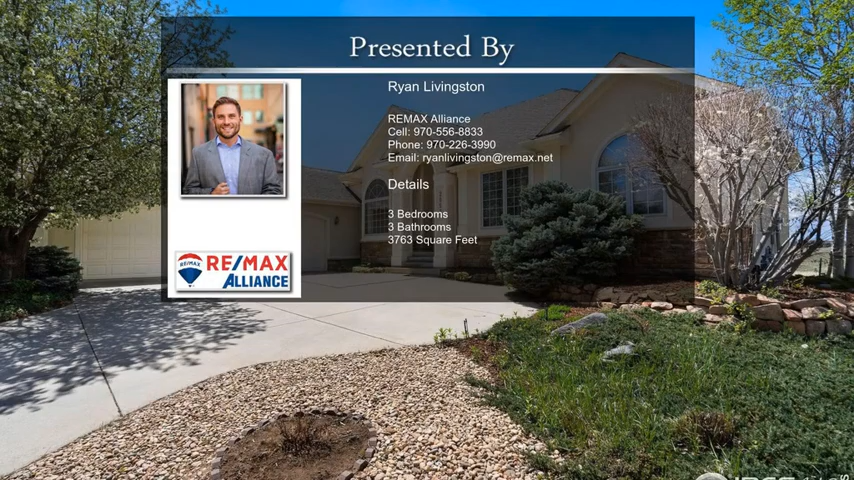 Presented By
Ryan Livingston
REMAX Alliance
Cell: 970-556-8833
Phone: 970-226-3990
Email: ryanlivingston@remax.net
Details
3 Bedrooms
3 Bathrooms
3763 Square Feet
RE/MAX
RE/MAX
ALLIANCE